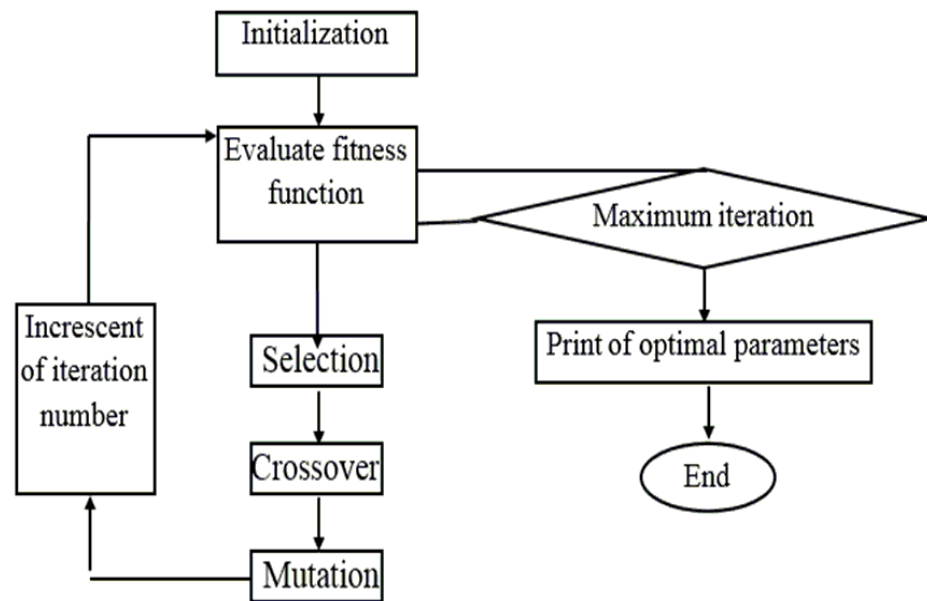 Initialization
Evaluate fitness
function
Maximum iteration
Increscent
of iteration
number
Selection
Print of optimal parameters
Crossover
End
Mutation